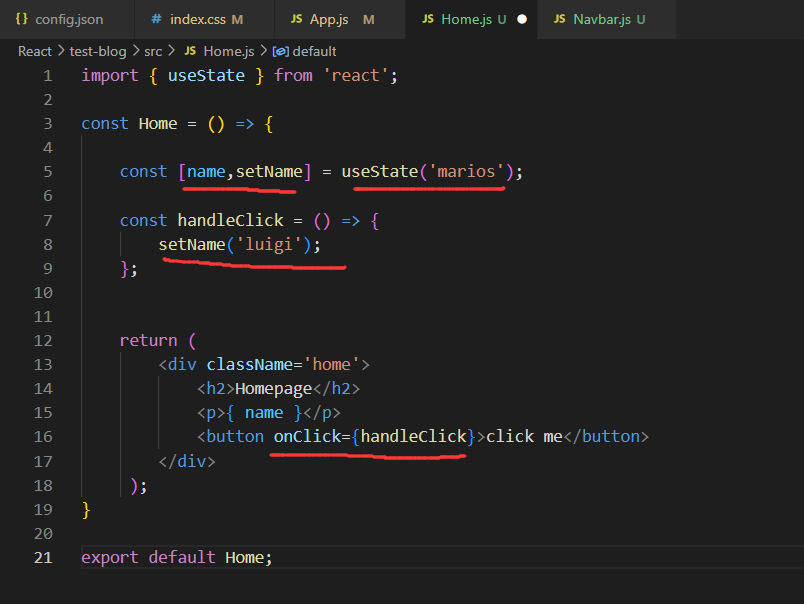 {} config.json # index.css M JS App.js M JS Home.js U JS Navbar.js U
React > test-blog > src > JS Home.js > default
1 import { useState } from 'react';
2
3 const Home = () => {
4
5 const [name,setName] = useState('marios');
6
7 const handleClick = () => {
8 setName('luigi');
9 };
10
11
12 return (
13 <div className='home'>
14 <h2>Homepage</h2>
15 <p>{ name }</p>
16 <button onClick={handleClick}>click me</button>
17 </div>
18 );
19 }
20
21 export default Home;